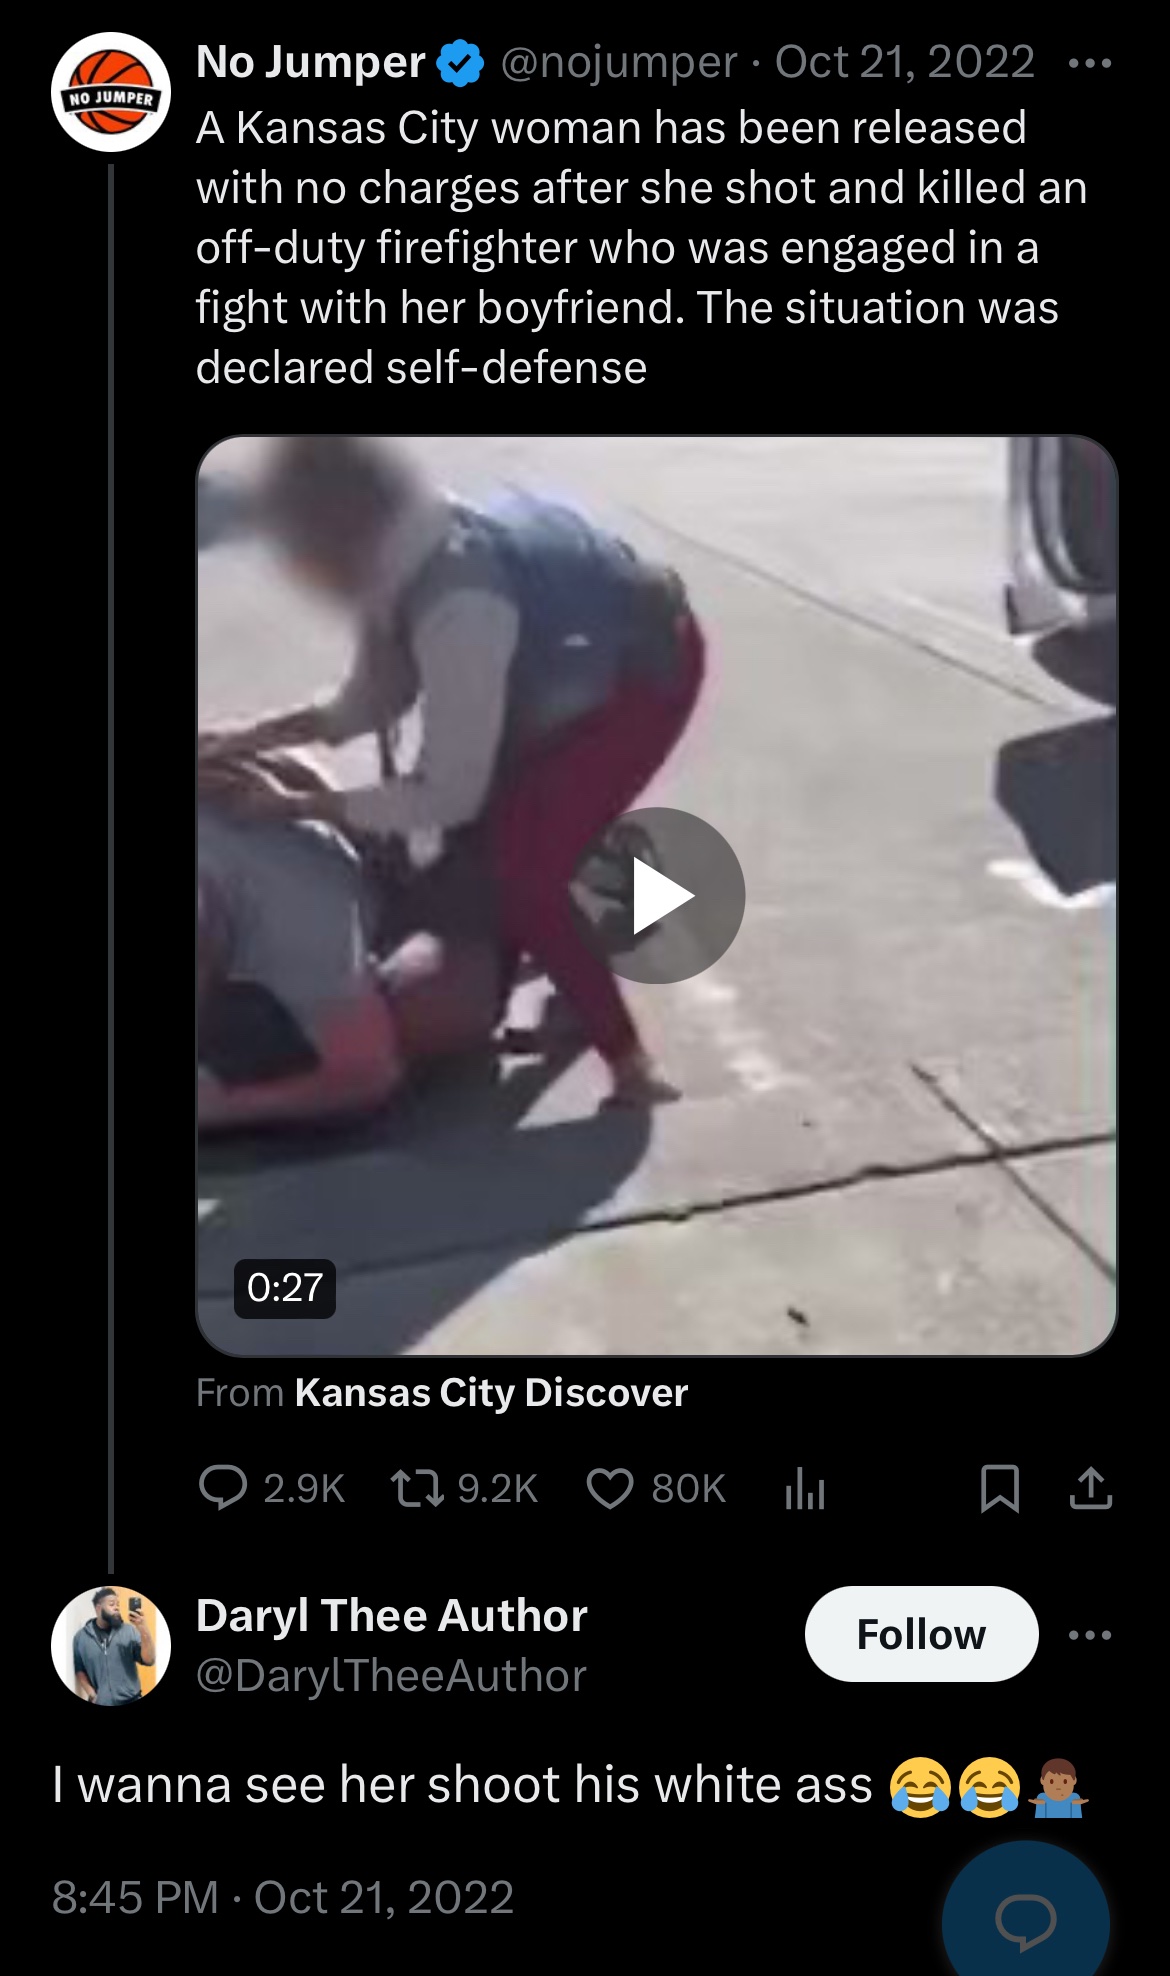 No Jumper @nojumper · Oct 21, 2022
NO JUMPER
A Kansas City woman has been released
with no charges after she shot and killed an
off-duty firefighter who was engaged in a
fight with her boyfriend. The situation was
declared self-defense
0:27
From Kansas City Discover
2.9K 9.2K 80K
Daryl Thee Author
Follow
@DarylTheeAuthor
I wanna see her shoot his white ass 😂😂🤷🏾‍♂️
8:45 PM · Oct 21, 2022